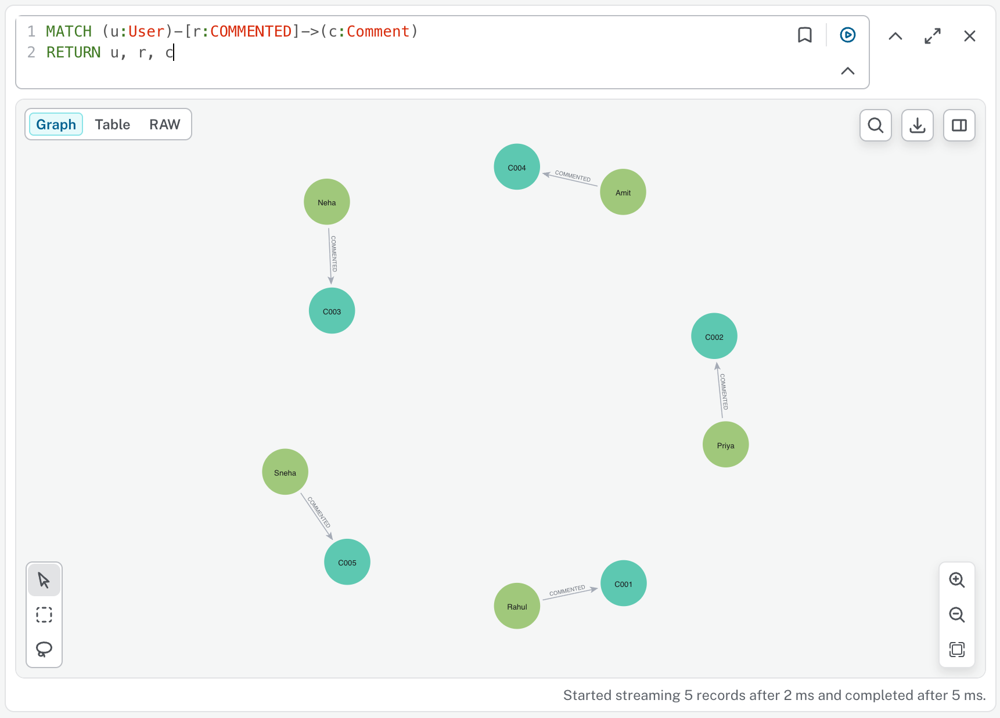 1 MATCH (u:User)-[r:COMMENTED]->(c:Comment)
2 RETURN u, r, c
Graph Table RAW
C004
COMMENTED
Amit
Neha
COMMENTED
C003
C002
COMMENTED
Priya
Sneha
COMMENTED
C005
C001
COMMENTED
Rahul
Started streaming 5 records after 2 ms and completed after 5 ms.